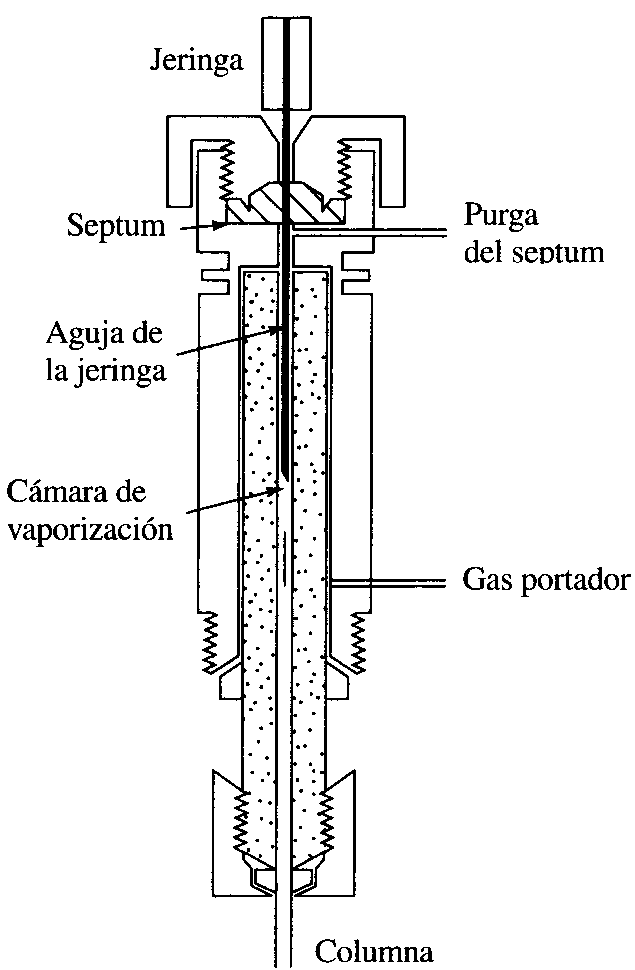 Jeringa
Septum
Purga
del septum
Aguja de
la jeringa
Cámara de
vaporización
Gas portador
Columna